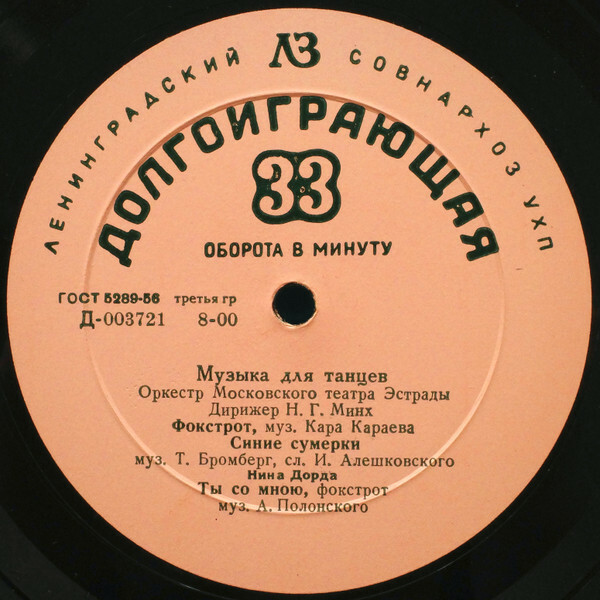 ЛЕНИНГРАДСКИЙ ЛЗ СОВНАРХОЗ УХП
ДОЛГОИГРАЮЩАЯ
33
ОБОРОТА В МИНУТУ
ГОСТ 5289-56 третья гр
Д-003721 8-00
Музыка для танцев
Оркестр Московского театра Эстрады
Дирижер Н. Г. Минх
Фокстрот, муз. Кара Караева
Синие сумерки
муз. Т. Бромберг, сл. И. Алешковского
Нина Дорда
Ты со мною, фокстрот
муз. А. Полонского